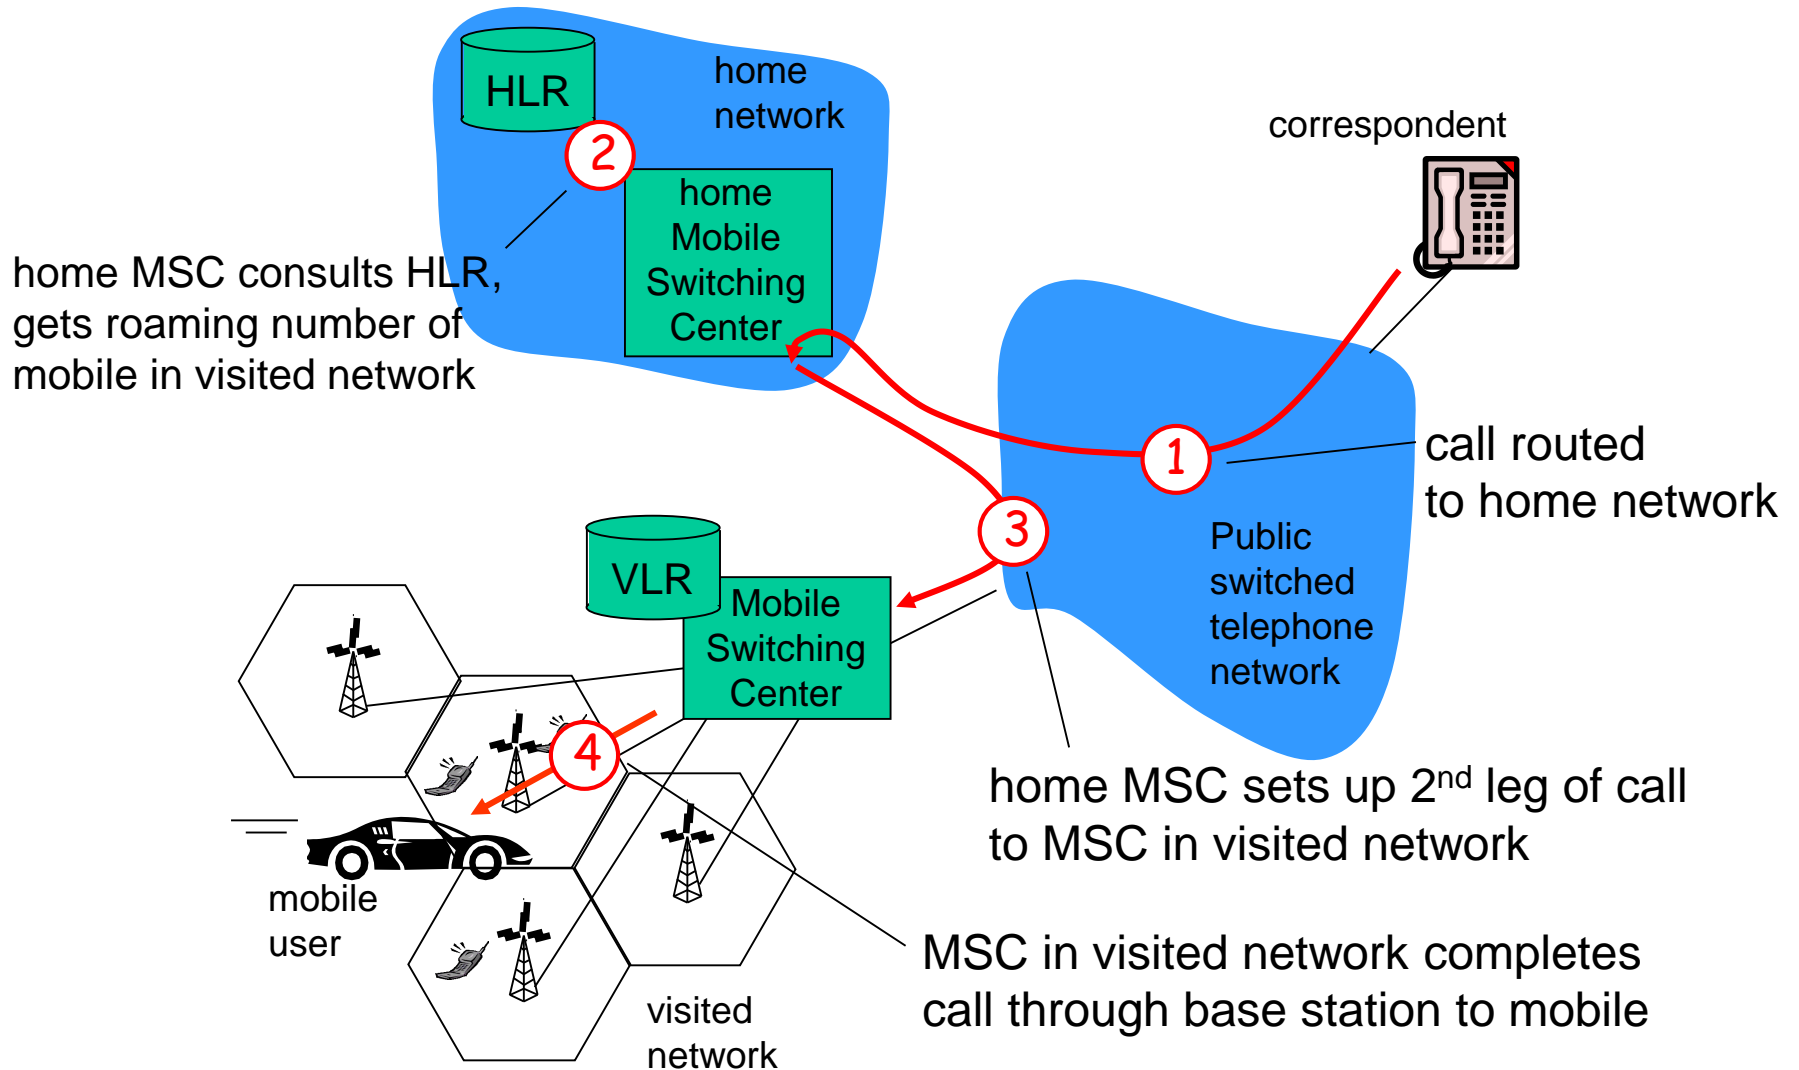 HLR
home
network
2
home
Mobile
Switching
Center
correspondent
home MSC consults HLR,
gets roaming number of
mobile in visited network
1
call routed
to home network
3
Public
switched
telephone
network
VLR
Mobile
Switching
Center
4
home MSC sets up 2nd leg of call
to MSC in visited network
mobile
user
MSC in visited network completes
call through base station to mobile
visited
network